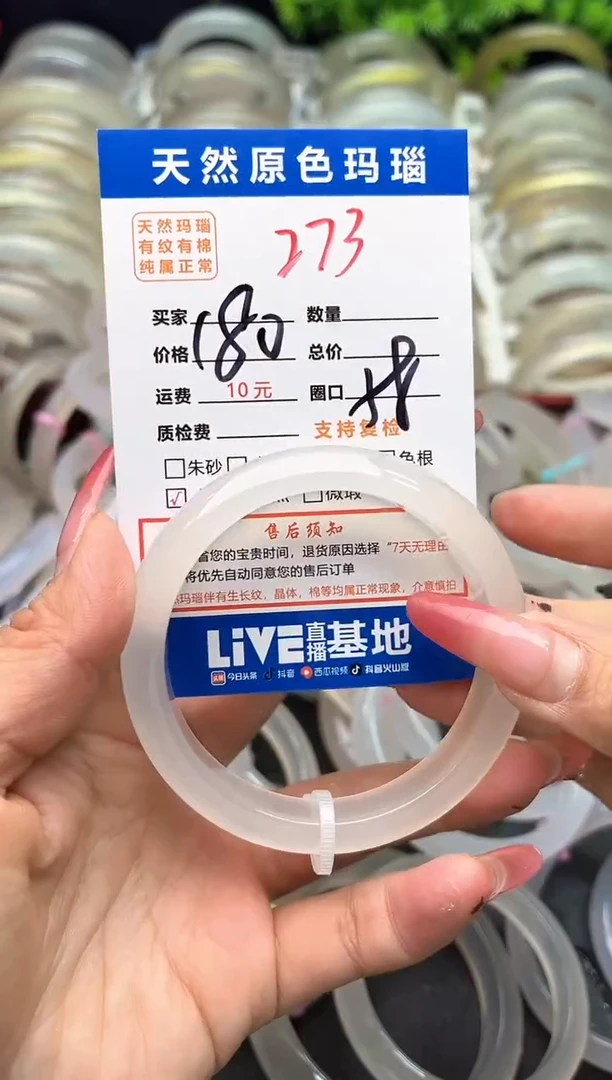 天然原色玛瑙
天然玛瑙
有纹有棉
纯属正常
273
买家 数量
价格 180 总价
运费 10元 圈口 58
质检费 支持复检
朱砂 色根
√ 微瑕
售后须知
省您的宝贵时间，退货原因选择“7天无理由
将优先自动同意您的售后订单
玛瑙伴有生长纹，晶体，棉等均属正常现象，介意慎拍
LiVE直播基地
头条 今日头条 抖音 西瓜视频 抖音火山版